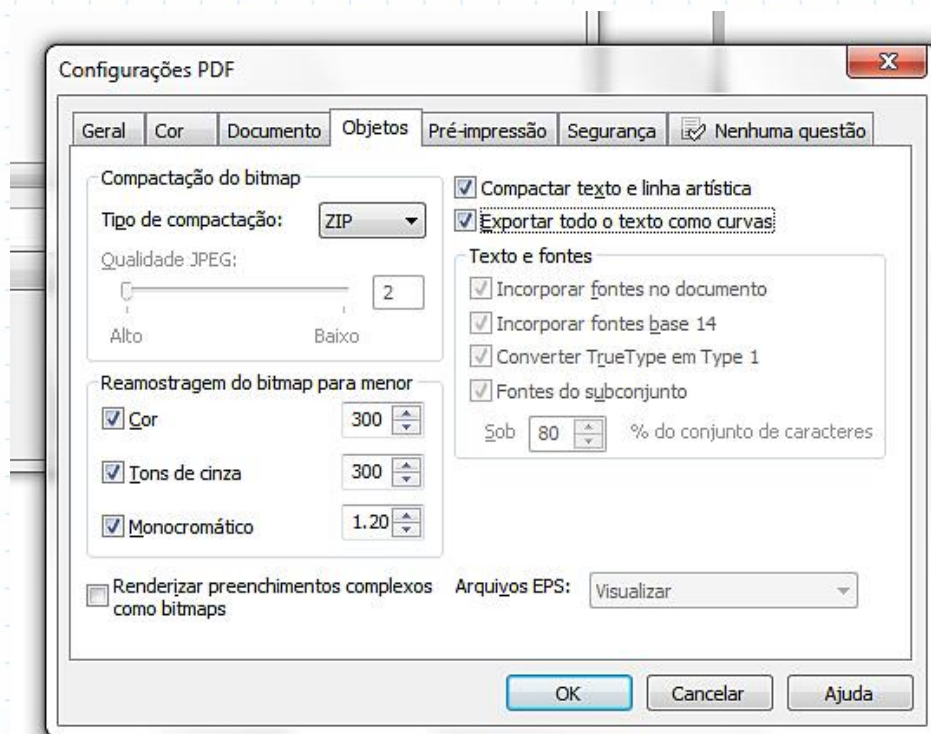 Configurações PDF
Geral Cor Documento Objetos Pré-impressão Segurança Nenhuma questão
Compactação do bitmap
Tipo de compactação: ZIP
Qualidade JPEG:
2
Alto Baixo
Reamostragem do bitmap para menor
Cor 300
Tons de cinza 300
Monocromático 1.20
Renderizar preenchimentos complexos
como bitmaps
Compactar texto e linha artística
Exportar todo o texto como curvas
Texto e fontes
Incorporar fontes no documento
Incorporar fontes base 14
Converter TrueType em Type 1
Fontes do subconjunto
Sob 80 % do conjunto de caracteres
Arquivos EPS: Visualizar
OK Cancelar Ajuda